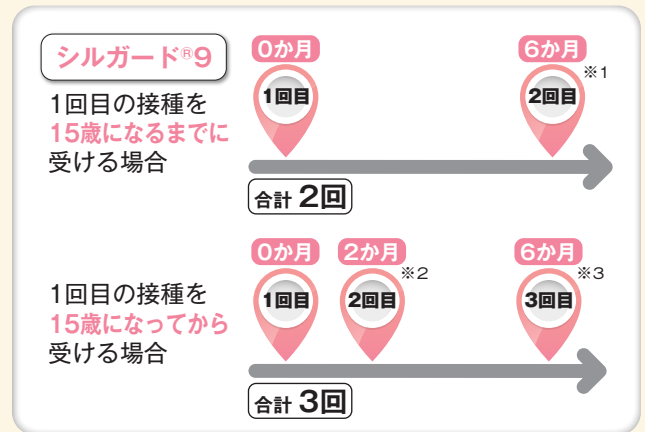 シルガード®9
1回目の接種を
15歳になるまでに
受ける場合
0か月
6か月
1回目
2回目
※1
合計 2回
1回目の接種を
15歳になってから
受ける場合
0か月
2か月
6か月
1回目
2回目
※2
3回目
※3
合計 3回